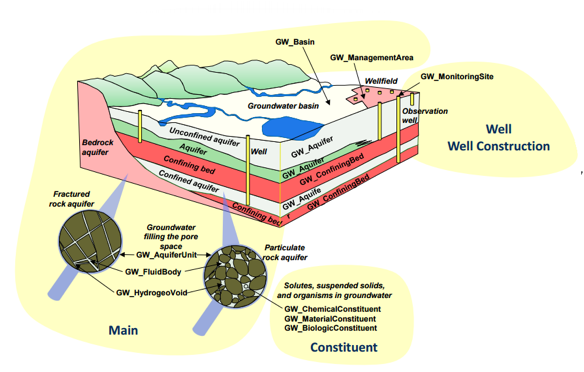 GW_Basin
GW_ManagementArea
Wellfield
GW_MonitoringSite
Groundwater basin
Observation
well
Well
Well Construction
Unconfined aquifer
Well
GW_Aquifer
Bedrock
aquifer
Aquifer
GW_Aquifer
Confining bed
GW_ConfiningBed
Confined aquifer
GW_Aquife
r
Confining bed
GW_ConfiningBed
Fractured
rock aquifer
Groundwater
filling the pore
space
Particulate
rock aquifer
GW_AquiferUnit
GW_FluidBody
GW_HydrogeoVoid
Solutes, suspended solids,
and organisms in groundwater
GW_ChemicalConstituent
GW_MaterialConstituent
GW_BiologicConstituent
Main
Constituent